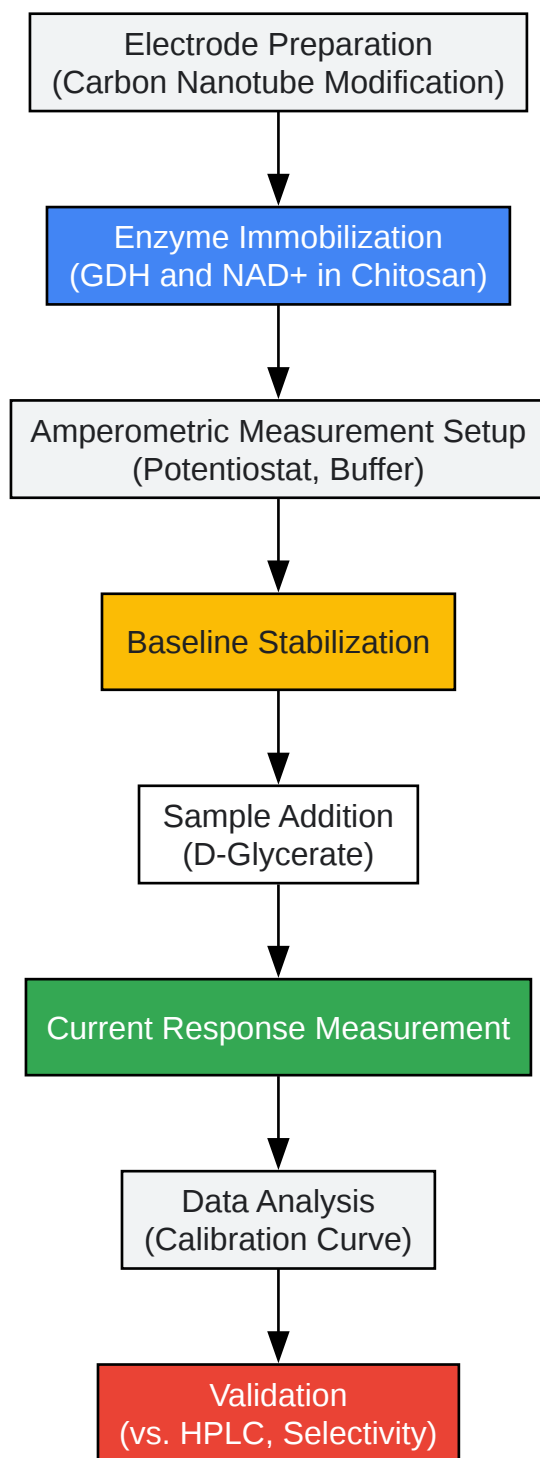 Electrode Preparation
(Carbon Nanotube Modification)
Enzyme Immobilization
(GDH and NAD+ in Chitosan)
Amperometric Measurement Setup
(Potentiostat, Buffer)
Baseline Stabilization
Sample Addition
(D-Glycerate)
Current Response Measurement
Data Analysis
(Calibration Curve)
Validation
(vs. HPLC, Selectivity)